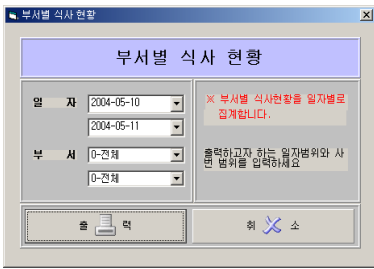 부서별 식사 현황
부서별 식사 현황
일 자 2004-05-10
2004-05-11
부 서 0-전체
0-전체
※ 부서별 식사현황을 일자별로
집계합니다.
출력하고자 하는 일자범위와 사
번 범위를 입력하세요
출 력
취 소